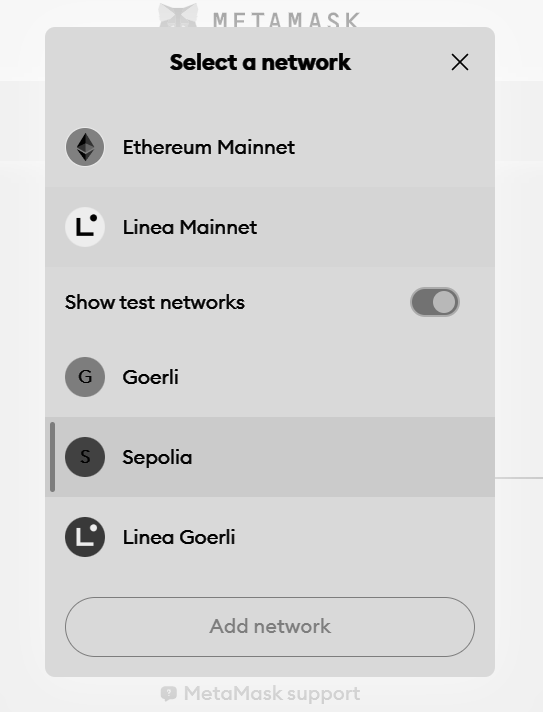 METAMASK
Select a network
Ethereum Mainnet
L Linea Mainnet
Show test networks
G Goerli
S Sepolia
L Linea Goerli
Add network
MetaMask support